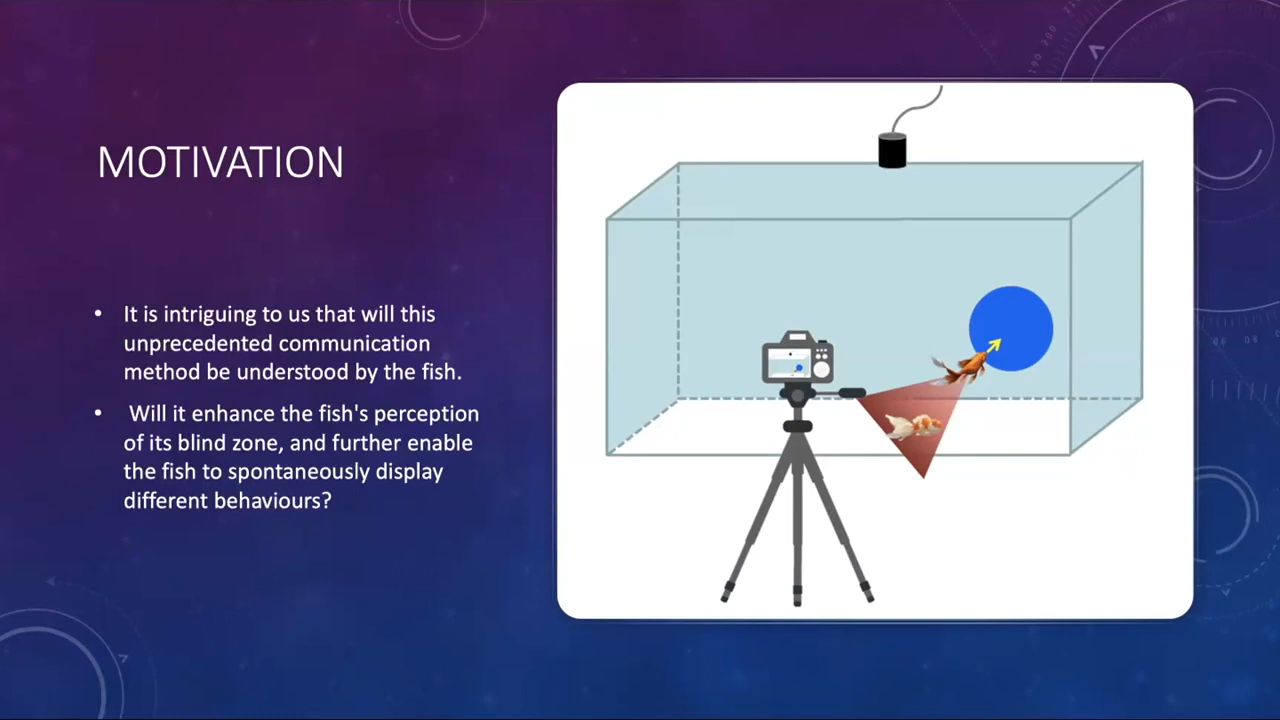 MOTIVATION
• It is intriguing to us that will this
unprecedented communication
method be understood by the fish.
• Will it enhance the fish's perception
of its blind zone, and further enable
the fish to spontaneously display
different behaviours?